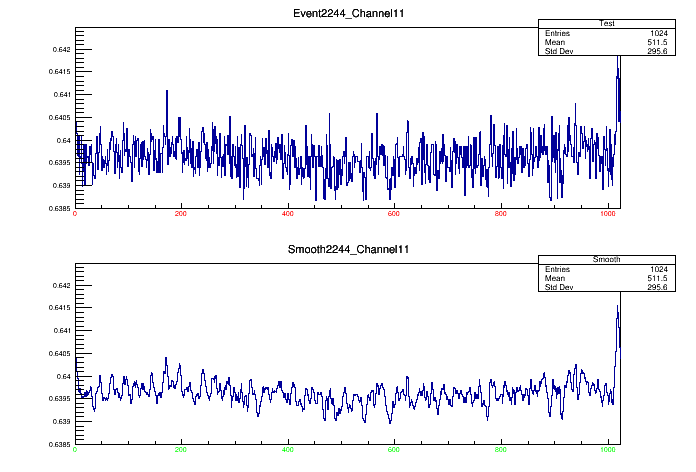 Event2244_Channel11
Test
Entries 1024
Mean 511.5
Std Dev 295.6
0.642
0.6415
0.641
0.6405
0.64
0.6395
0.639
0.6385
0 200 400 600 800 1000
Smooth2244_Channel11
Smooth
Entries 1024
Mean 511.5
Std Dev 295.6
0.642
0.6415
0.641
0.6405
0.64
0.6395
0.639
0.6385
0 200 400 600 800 1000